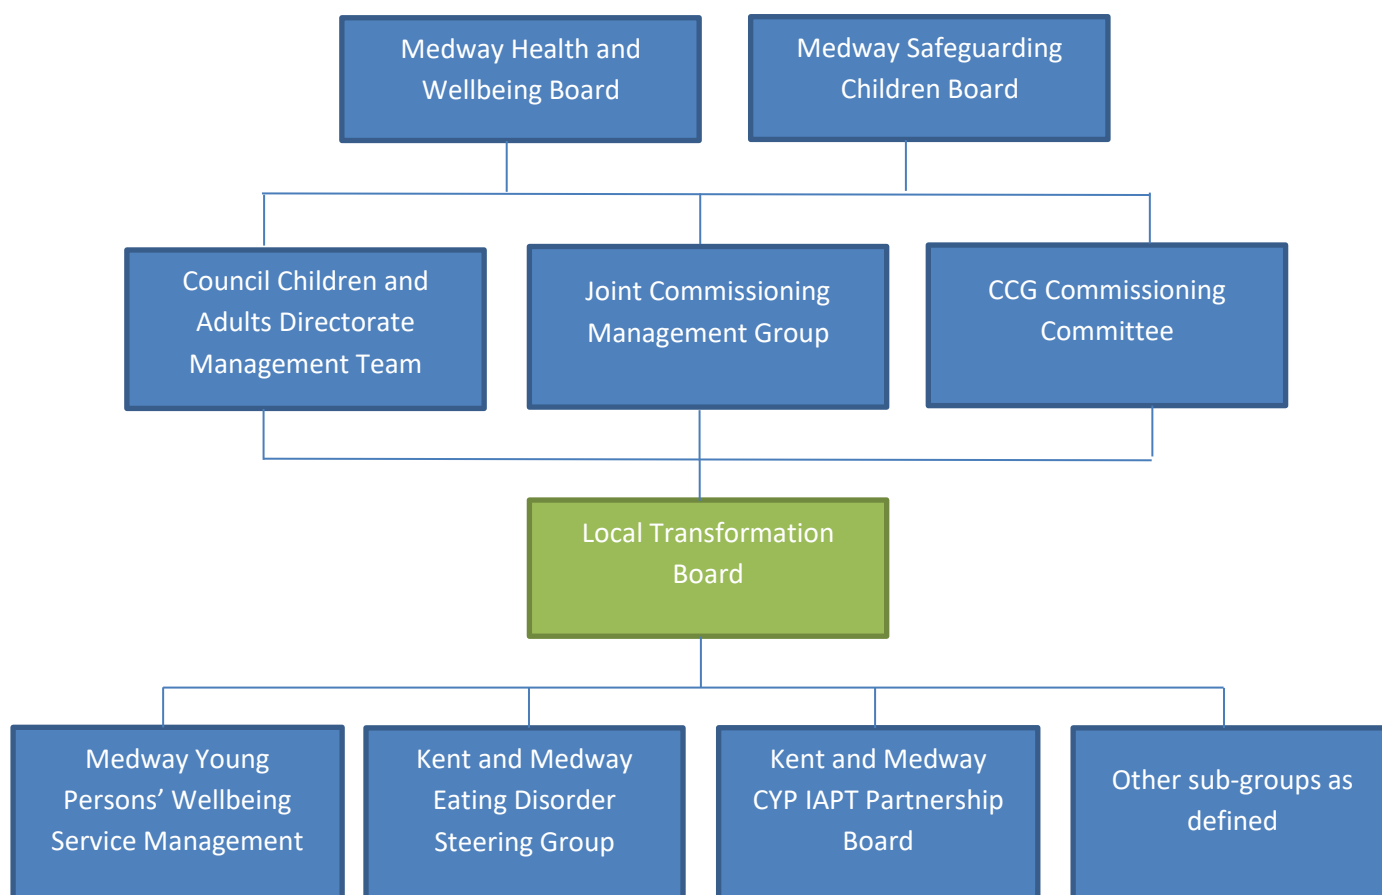 Medway Health and
Wellbeing Board
Medway Safeguarding
Children Board
Council Children and
Adults Directorate
Management Team
Joint Commissioning
Management Group
CCG Commissioning
Committee
Local Transformation
Board
Medway Young
Persons’ Wellbeing
Service Management
Kent and Medway
Eating Disorder
Steering Group
Kent and Medway
CYP IAPT Partnership
Board
Other sub-groups as
defined